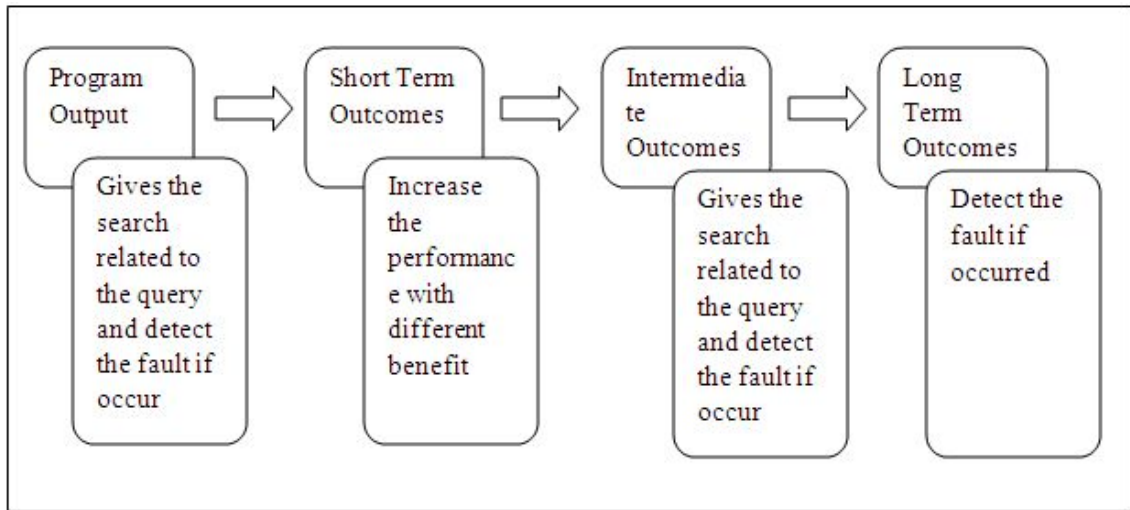 Program
Output
Gives the
search
related to
the query
and detect
the fault if
occur
Short Term
Outcomes
Increase
the
performanc
e with
different
benefit
Intermedia
te
Outcomes
Gives the
search
related to
the query
and detect
the fault if
occur
Long
Term
Outcomes
Detect the
fault if
occurred